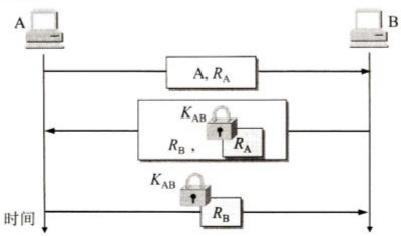 A
B
A, R_A
K_AB
R_B ,
R_A
K_AB
R_B
时间